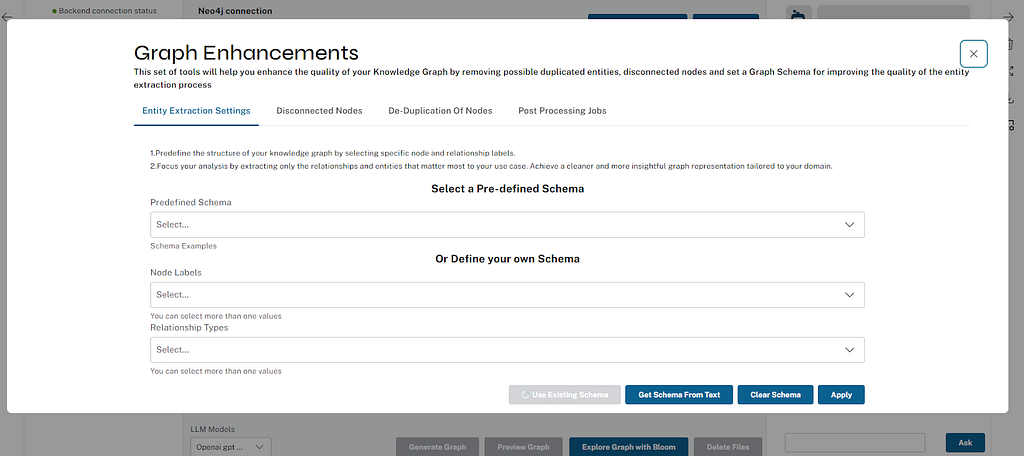 Backend connection status
Neo4j connection
Graph Enhancements
This set of tools will help you enhance the quality of your Knowledge Graph by removing possible duplicated entities, disconnected nodes and set a Graph Schema for improving the quality of the entity
extraction process
Entity Extraction Settings
Disconnected Nodes
De-Duplication Of Nodes
Post Processing Jobs
1.Predefine the structure of your knowledge graph by selecting specific node and relationship labels.
2.Focus your analysis by extracting only the relationships and entities that matter most to your use case. Achieve a cleaner and more insightful graph representation tailored to your domain.
Select a Pre-defined Schema
Predefined Schema
Select...
Schema Examples
Or Define your own Schema
Node Labels
Select...
You can select more than one values
Relationship Types
Select...
You can select more than one values
Use Existing Schema
Get Schema From Text
Clear Schema
Apply
LLM Models
Openai gpt ...
Generate Graph
Preview Graph
Explore Graph with Bloom
Delete Files
Ask